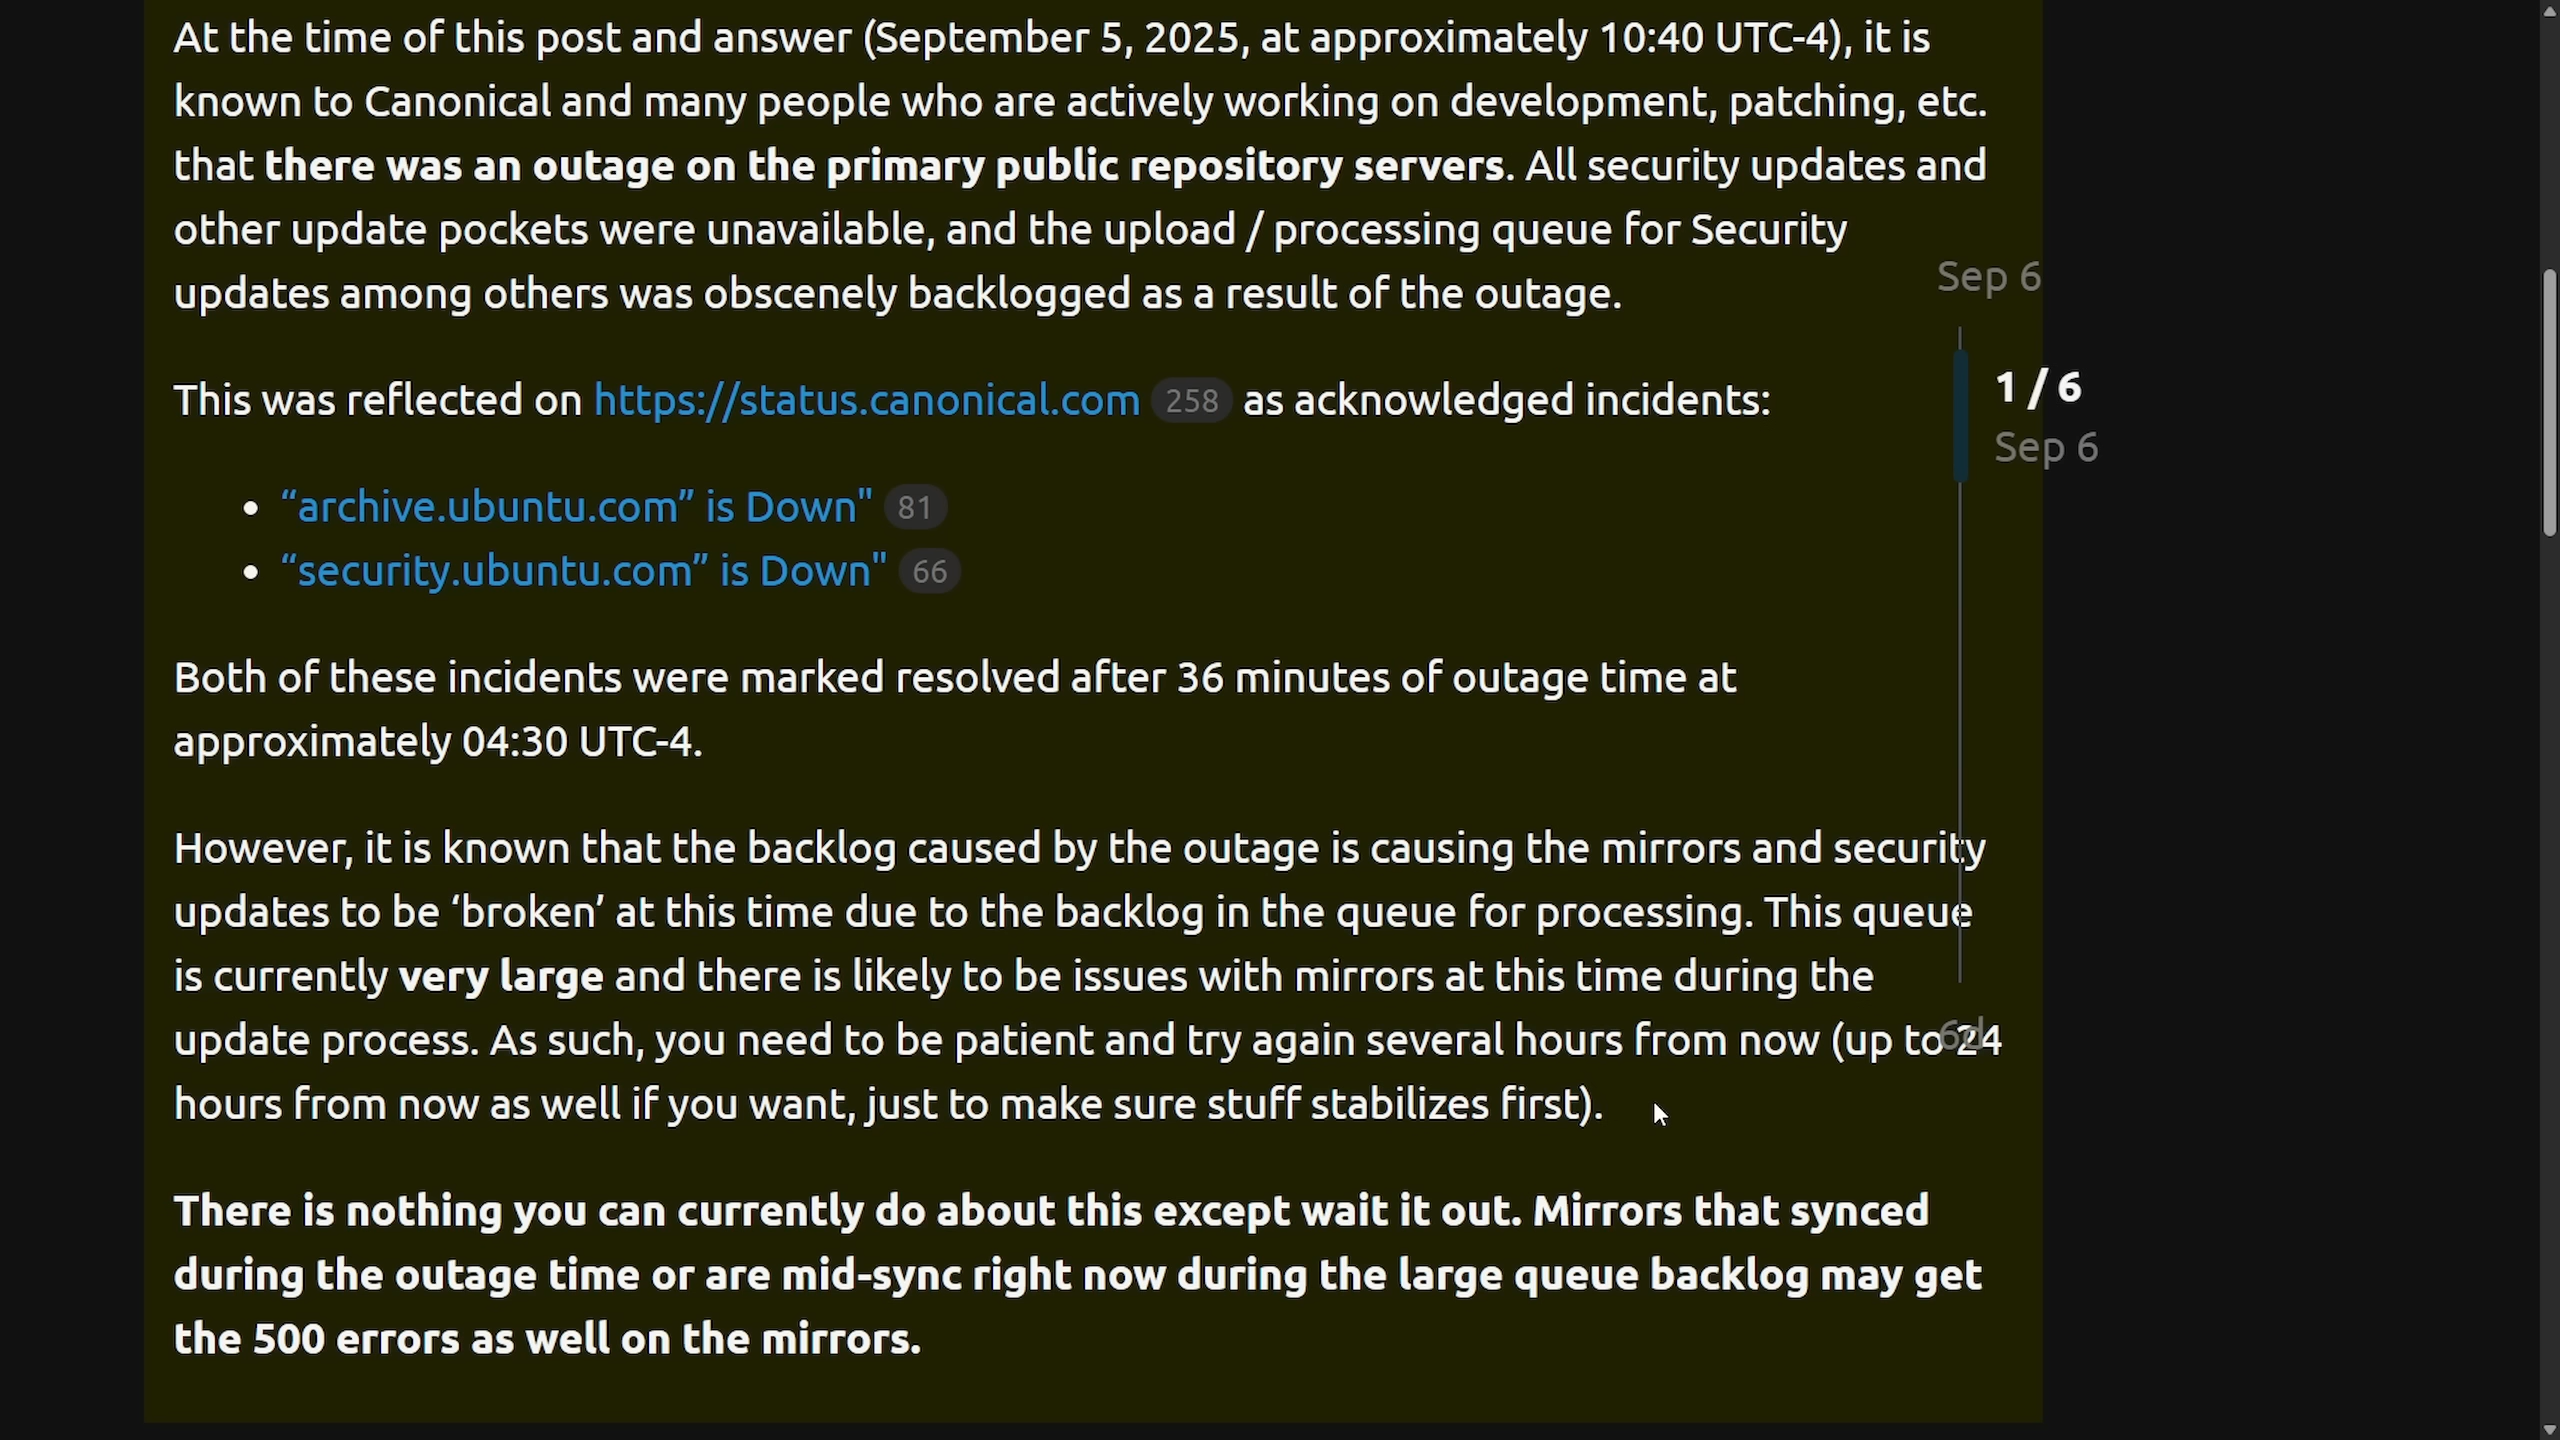 At the time of this post and answer (September 5, 2025, at approximately 10:40 UTC-4), it is
known to Canonical and many people who are actively working on development, patching, etc.
that there was an outage on the primary public repository servers. All security updates and
other update pockets were unavailable, and the upload / processing queue for Security
updates among others was obscenely backlogged as a result of the outage.
This was reflected on https://status.canonical.com 258 as acknowledged incidents:
• “archive.ubuntu.com” is Down" 81
• “security.ubuntu.com” is Down" 66
Both of these incidents were marked resolved after 36 minutes of outage time at
approximately 04:30 UTC-4.
However, it is known that the backlog caused by the outage is causing the mirrors and security
updates to be ‘broken’ at this time due to the backlog in the queue for processing. This queue
is currently very large and there is likely to be issues with mirrors at this time during the
update process. As such, you need to be patient and try again several hours from now (up to 24
hours from now as well if you want, just to make sure stuff stabilizes first).
There is nothing you can currently do about this except wait it out. Mirrors that synced
during the outage time or are mid-sync right now during the large queue backlog may get
the 500 errors as well on the mirrors.
Sep 6
1 / 6
Sep 6
6d